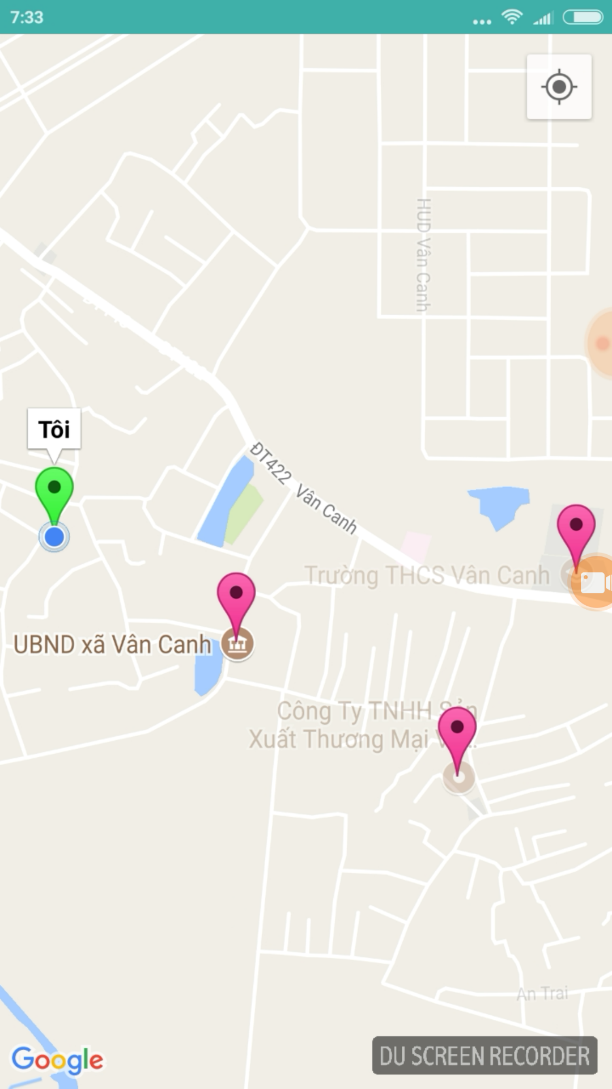 7:33
HUD Vân Canh
Tôi
ĐT422 Vân Canh
Trường THCS Vân Canh
UBND xã Vân Canh
Công Ty TNHH Sản
Xuất Thương Mại
An Trai
Google
DU SCREEN RECORDER